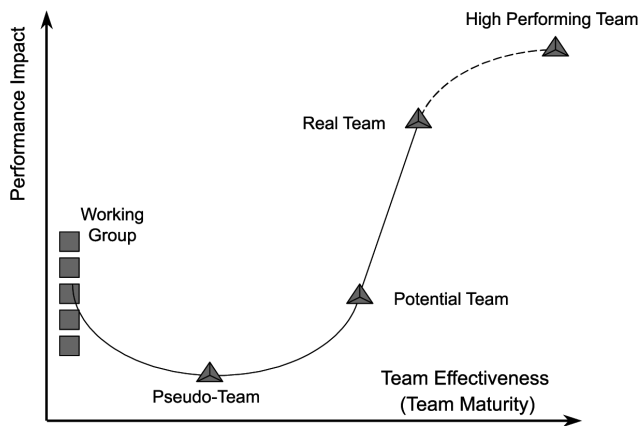 High Performing Team
Performance Impact
Real Team
Working
Group
Potential Team
Pseudo-Team
Team Effectiveness
(Team Maturity)